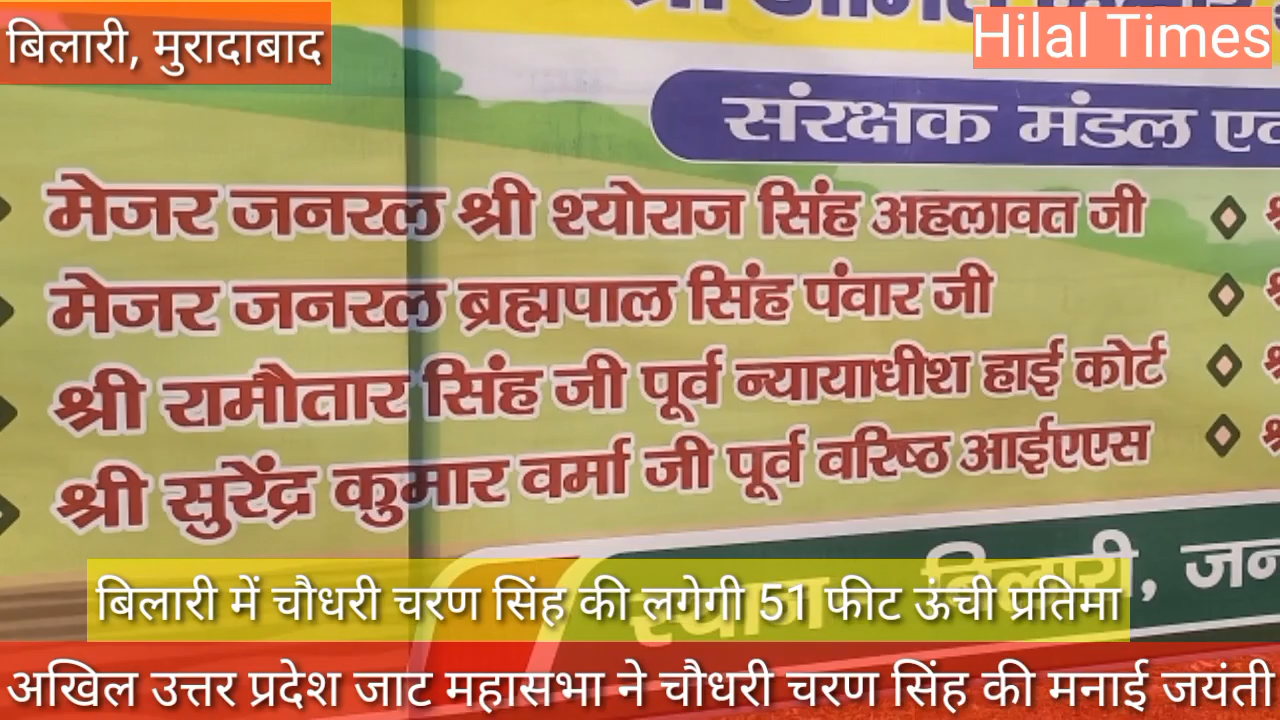 बिलारी, मुरादाबाद
Hilal Times
संरक्षक मंडल
मेजर जनरल श्री श्योराज सिंह अहलावत जी
मेजर जनरल ब्रह्मपाल सिंह पंवार जी
श्री रामौतार सिंह जी पूर्व न्यायाधीश हाई कोर्ट
श्री सुरेंद्र कुमार वर्मा जी पूर्व वरिष्ठ आईएएस
स्थान बिलारी,
बिलारी में चौधरी चरण सिंह की लगेगी 51 फीट ऊंची प्रतिमा
अखिल उत्तर प्रदेश जाट महासभा ने चौधरी चरण सिंह की मनाई जयंती